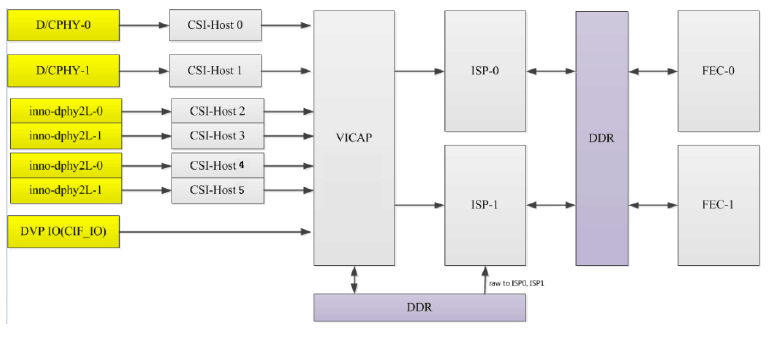 D/CPHY-0
CSI-Host 0
D/CPHY-1
CSI-Host 1
inno-dphy2L-0
CSI-Host 2
inno-dphy2L-1
CSI-Host 3
inno-dphy2L-0
CSI-Host 4
inno-dphy2L-1
CSI-Host 5
DVP IO(CIF_IO)
VICAP
ISP-0
ISP-1
DDR
FEC-0
FEC-1
raw to ISP0, ISP1
DDR